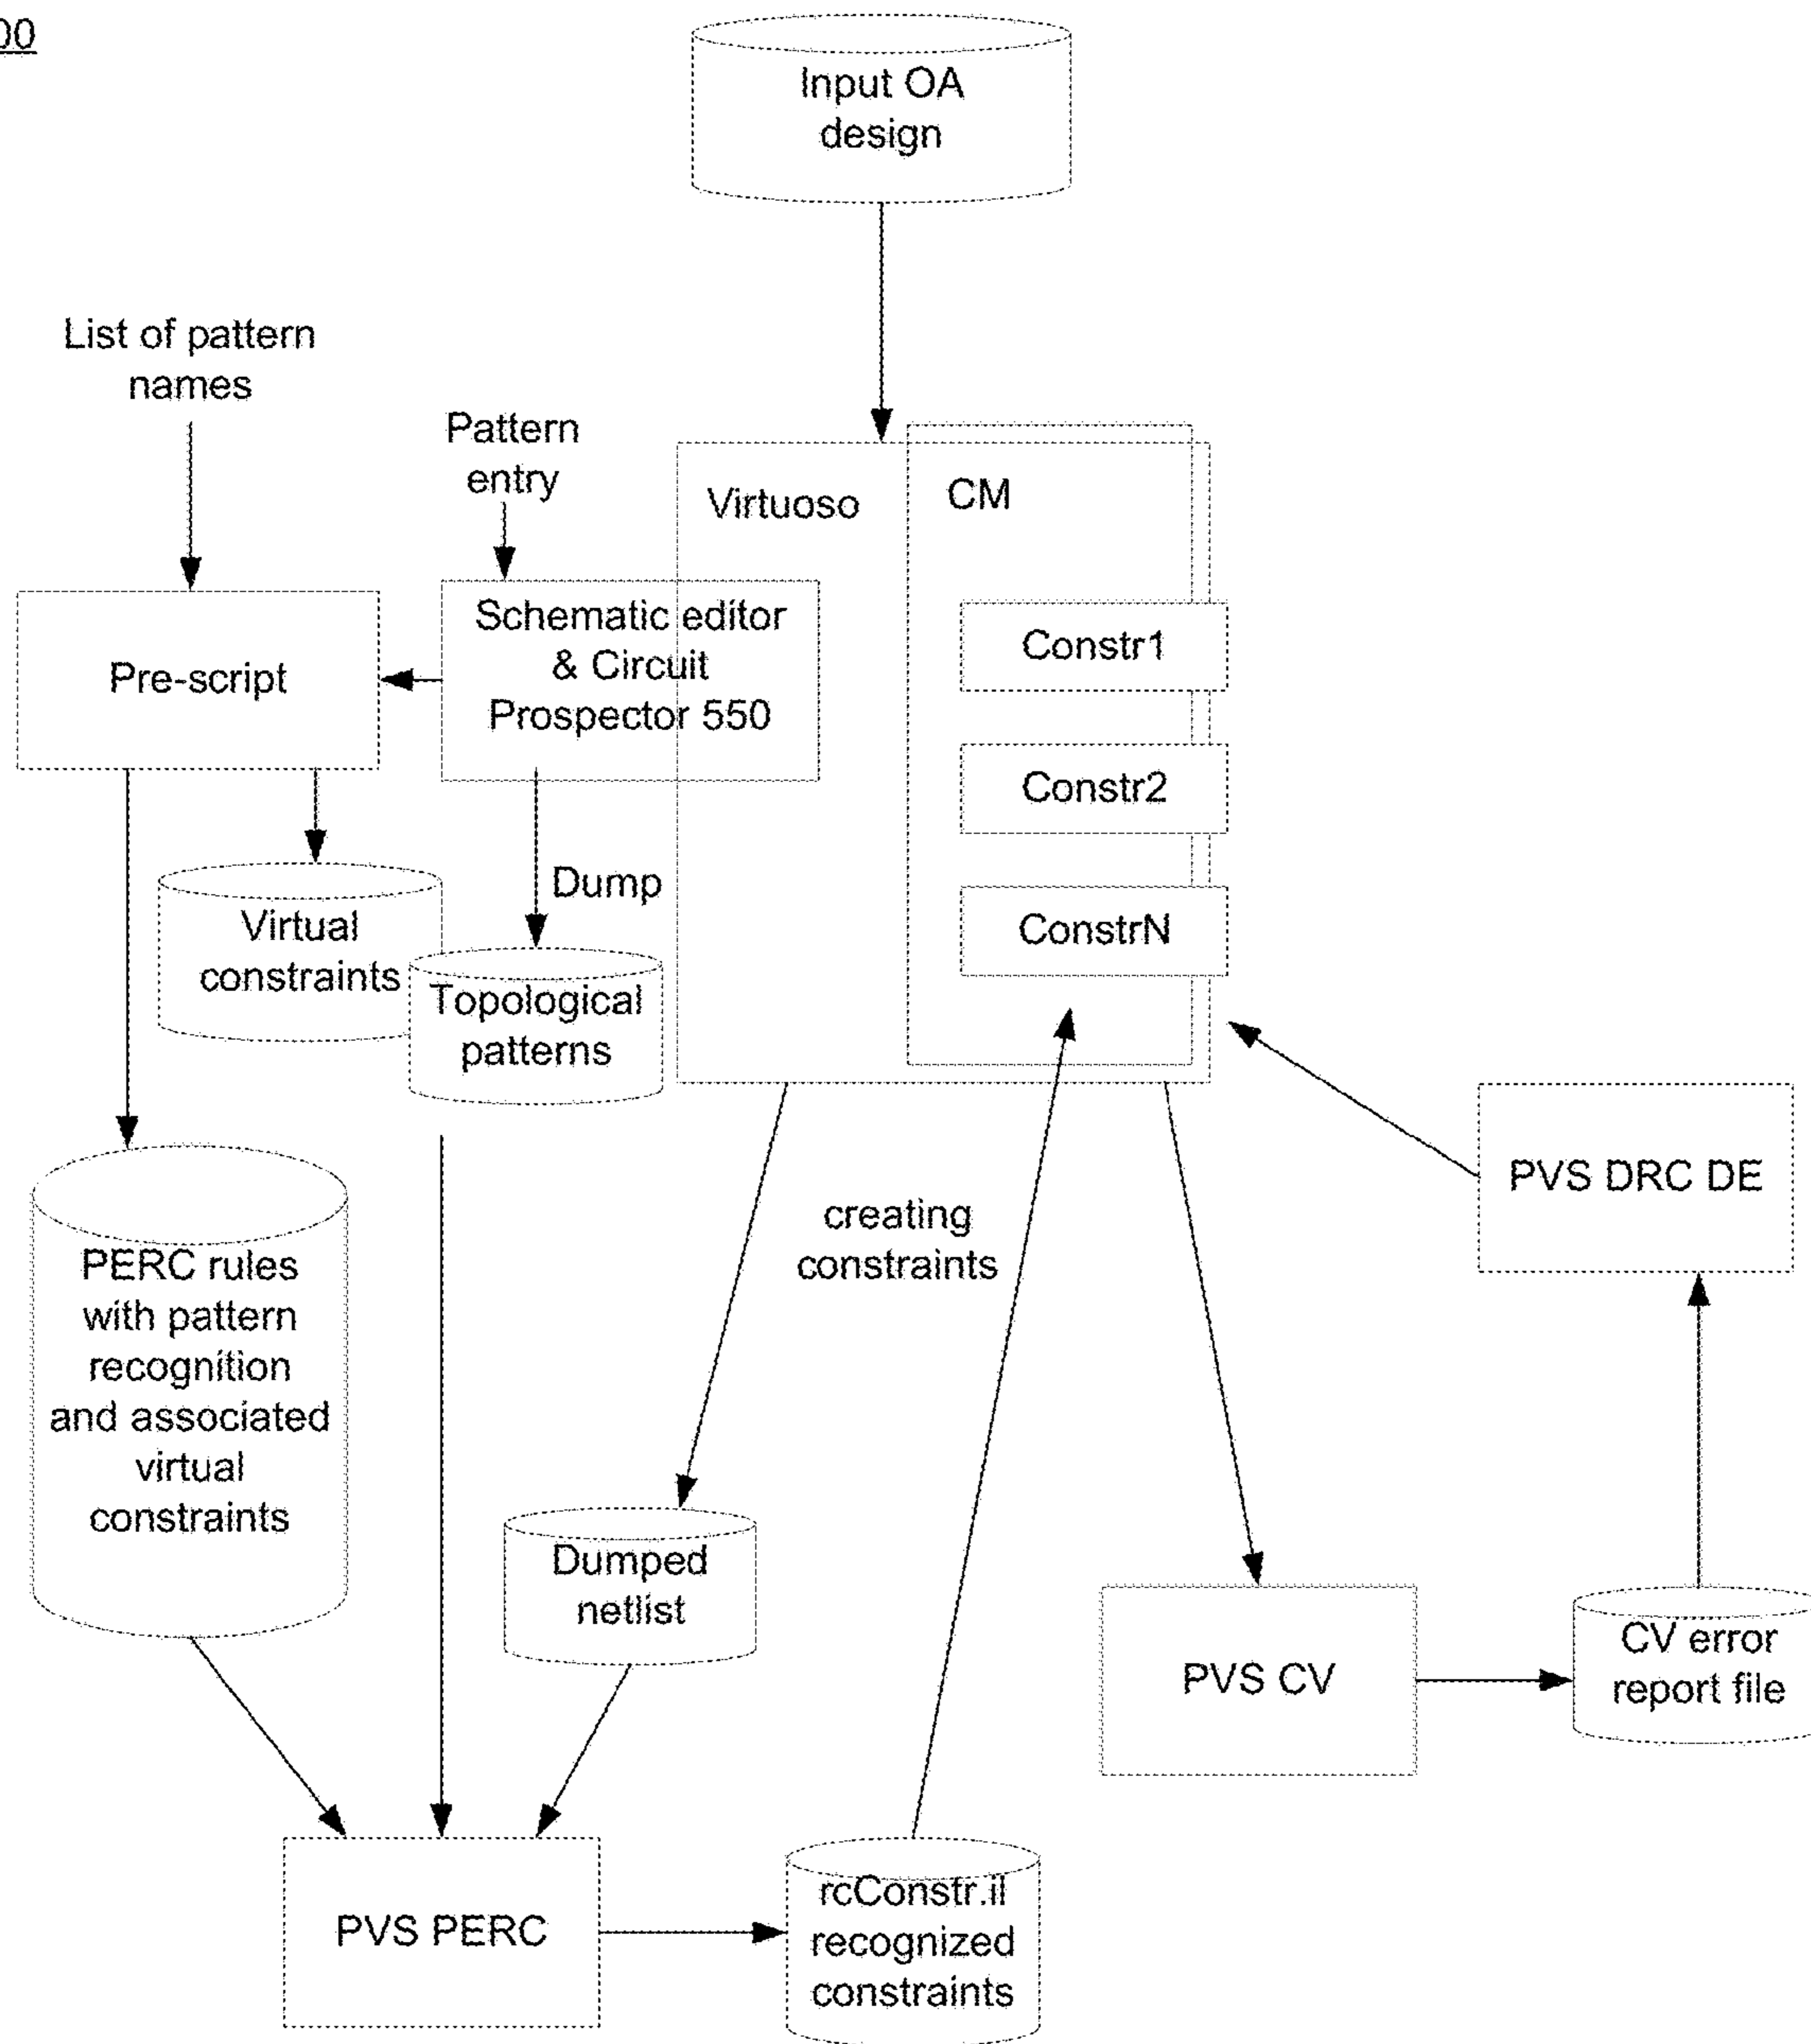 00
Input OA
design
List of pattern
names
Pattern
entry
Virtuoso
CM
Schematic editor
& Circuit
Prospector 550
Pre-script
Constr1
Constr2
ConstrN
Dump
Virtual
constraints
Topological
patterns
PVS DRC DE
creating
constraints
PERC rules
with pattern
recognition
and associated
virtual
constraints
Dumped
netlist
PVS CV
CV error
report file
PVS PERC
rcConstr.il
recognized
constraints